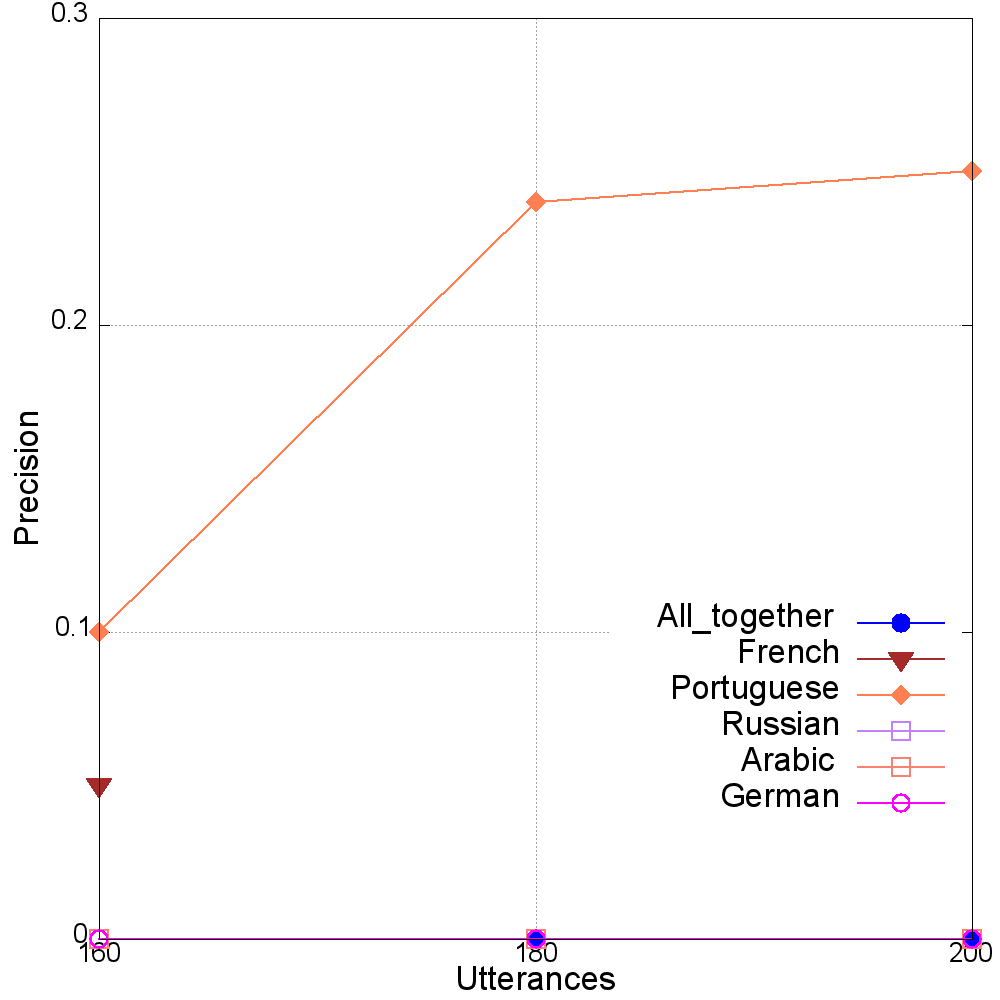 0.3
0.2
0.1
0
Precision
All_together
French
Portuguese
Russian
Arabic
German
160 180 200
Utterances